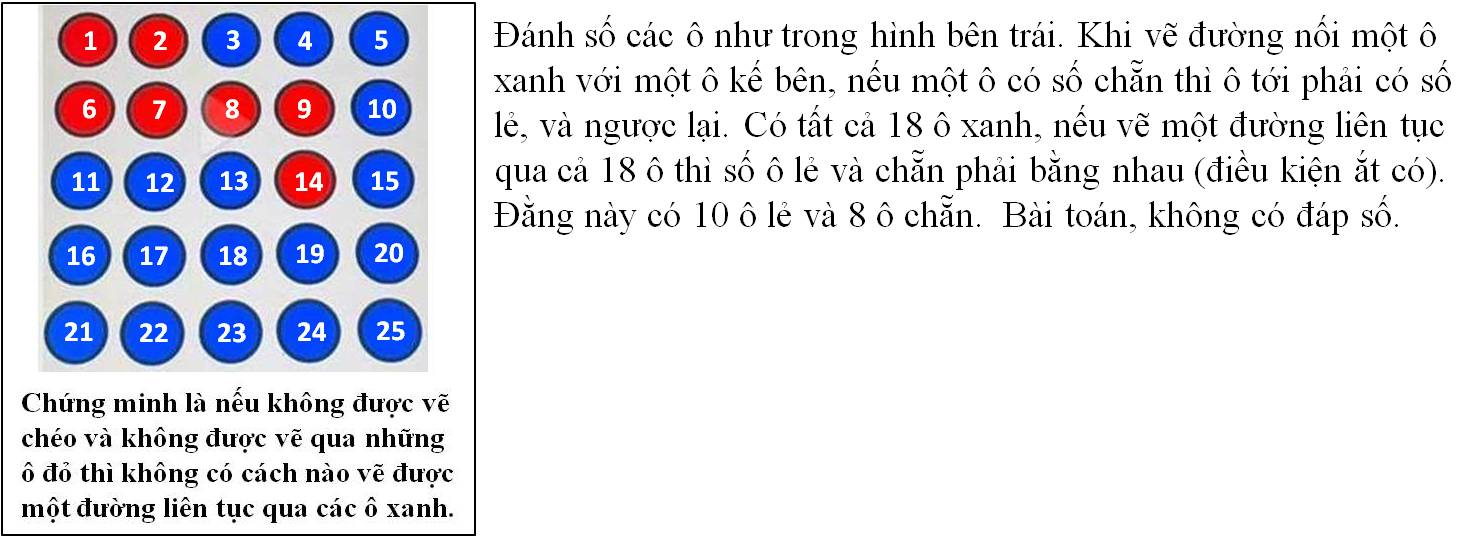 1 2 3 4 5
6 7 8 9 10
11 12 13 14 15
16 17 18 19 20
21 22 23 24 25
Chứng minh là nếu không được vẽ
chéo và không được vẽ qua những
ô đỏ thì không có cách nào vẽ được
một đường liên tục qua các ô xanh.
Đánh số các ô như trong hình bên trái. Khi vẽ đường nối một ô
xanh với một ô kế bên, nếu một ô có số chẵn thì ô tới phải có số
lẻ, và ngược lại. Có tất cả 18 ô xanh, nếu vẽ một đường liên tục
qua cả 18 ô thì số ô lẻ và chẵn phải bằng nhau (điều kiện ắt có).
Đằng này có 10 ô lẻ và 8 ô chẵn. Bài toán, không có đáp số.